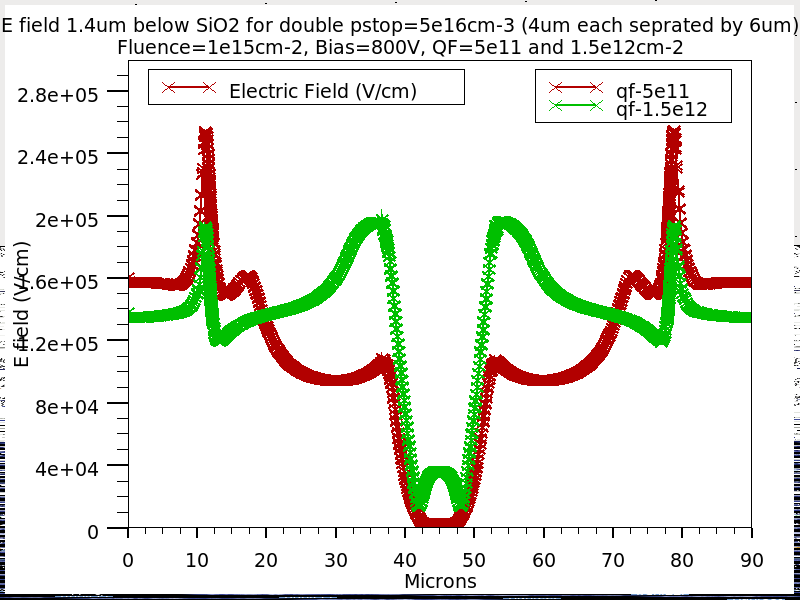 E field 1.4um below SiO2 for double pstop=5e16cm-3 (4um each seprated by 6um)
Fluence=1e15cm-2, Bias=800V, QF=5e11 and 1.5e12cm-2
Electric Field (V/cm)
qf-5e11
qf-1.5e12
2.8e+05
2.4e+05
2e+05
1.6e+05
1.2e+05
8e+04
4e+04
0
E field (V/cm)
0 10 20 30 40 50 60 70 80 90
Microns